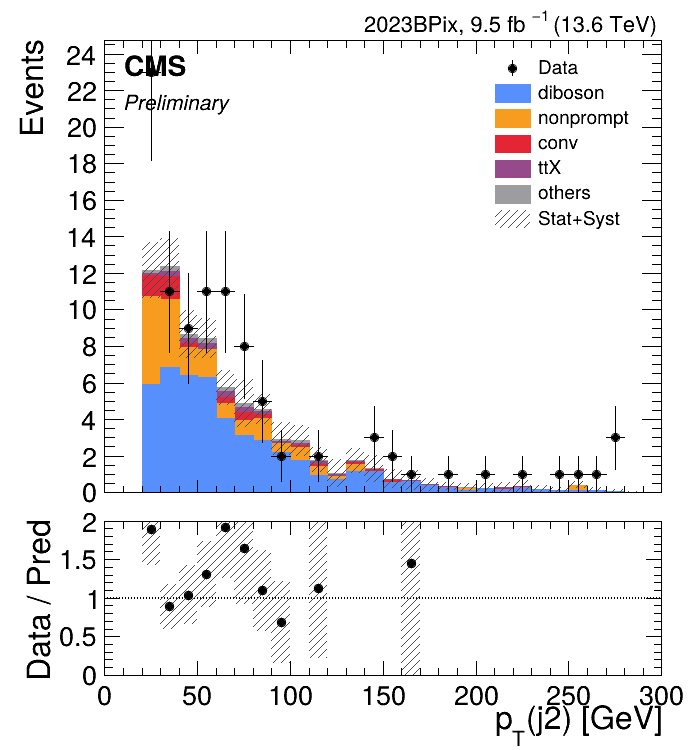 2023BPix, 9.5 fb⁻¹ (13.6 TeV)
CMS
Preliminary
Events
24
22
20
18
16
14
12
10
8
6
4
2
0
Data
diboson
nonprompt
conv
ttX
others
Stat+Syst
Data / Pred
2
1.5
1
0.5
0
0 50 100 150 200 250 300
p_T(j2) [GeV]